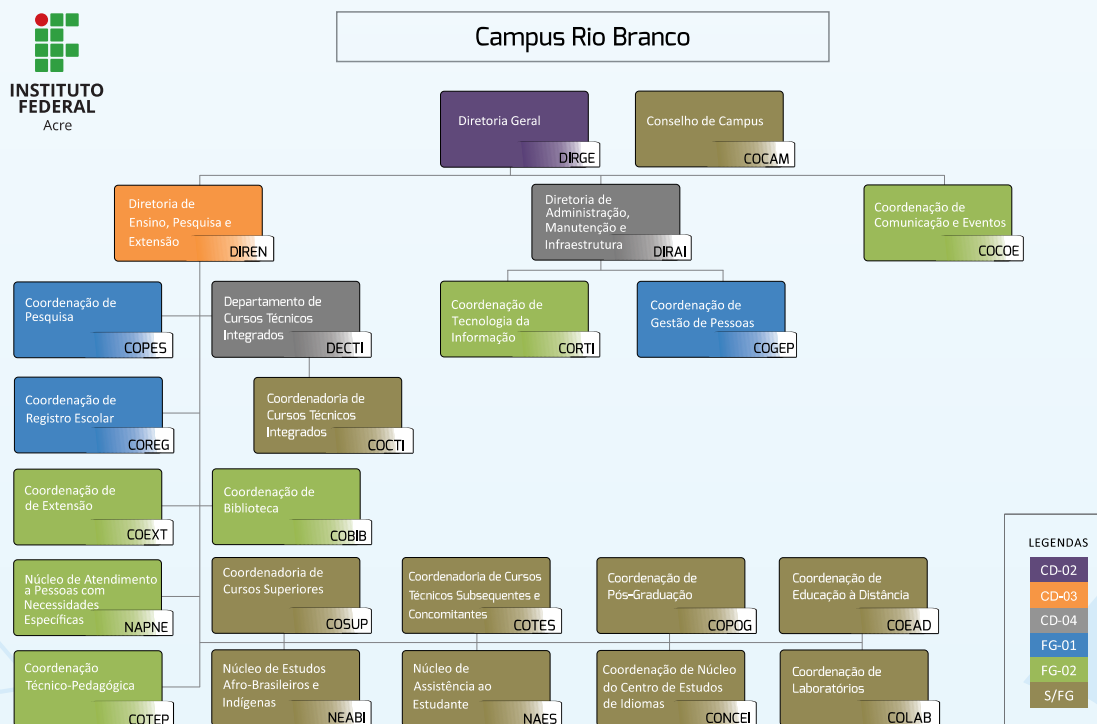 INSTITUTO
FEDERAL
Acre
Campus Rio Branco
Diretoria Geral
DIRGE
Conselho de Campus
COCAM
Diretoria de
Ensino, Pesquisa e
Extensão
DIREN
Diretoria de
Administração,
Manutenção e
Infraestrutura
DIRAI
Coordenação de
Comunicação e Eventos
COCOE
Coordenação de
Pesquisa
COPES
Departamento de
Cursos Técnicos
Integrados
DECTI
Coordenação de
Tecnologia da
Informação
CORTI
Coordenação de
Gestão de Pessoas
COGEP
Coordenação de
Registro Escolar
COREG
Coordenadoria de
Cursos Técnicos
Integrados
COCTI
Coordenação de
de Extensão
COEXT
Coordenação de
Biblioteca
COBIB
Núcleo de Atendimento
a Pessoas com
Necessidades
Específicas
NAPNE
Coordenadoria de
Cursos Superiores
COSUP
Coordenadoria de Cursos
Técnicos Subsequentes e
Concomitantes
COTES
Coordenação de
Pós-Graduação
COPOG
Coordenação de
Educação à Distância
COEAD
Coordenação
Técnico-Pedagógica
COTEP
Núcleo de Estudos
Afro-Brasileiros e
Indígenas
NEABI
Núcleo de
Assistência ao
Estudante
NAES
Coordenação de Núcleo
do Centro de Estudos
de Idiomas
CONCEI
Coordenação de
Laboratórios
COLAB
LEGENDAS
CD-02
CD-03
CD-04
FG-01
FG-02
S/FG